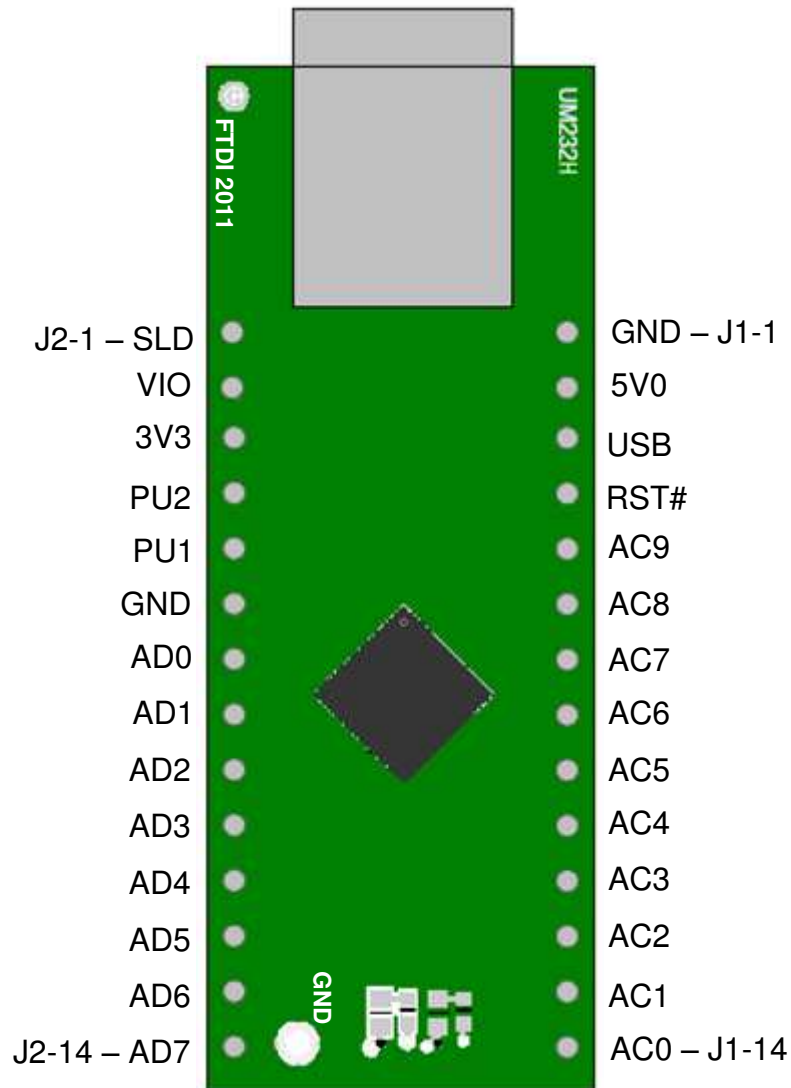 FTDI 2011
UM232H
J2-1 – SLD
VIO
3V3
PU2
PU1
GND
AD0
AD1
AD2
AD3
AD4
AD5
AD6
J2-14 – AD7
GND – J1-1
5V0
USB
RST#
AC9
AC8
AC7
AC6
AC5
AC4
AC3
AC2
AC1
AC0 – J1-14
GND